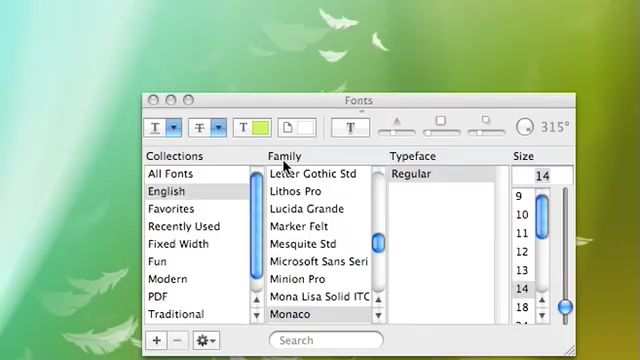 Fonts
T T T T 315°
Collections Family Typeface Size
All Fonts Letter Gothic Std Regular 14
English Lithos Pro 9
Favorites Lucida Grande 10
Recently Used Marker Felt 11
Fixed Width Mesquite Std 12
Fun Microsoft Sans Seri 13
Modern Minion Pro 14
PDF Mona Lisa Solid ITC 18
Traditional Monaco
Search